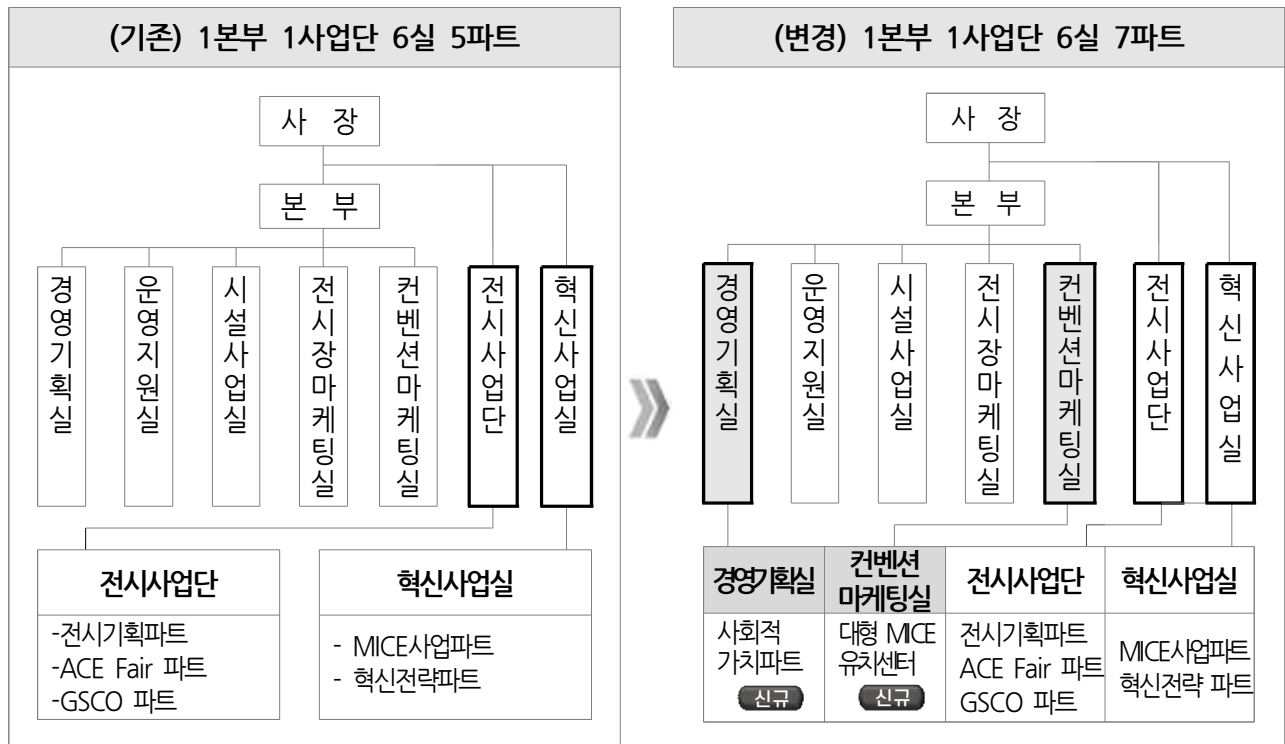 (기존) 1본부 1사업단 6실 5파트
사 장
본 부
경영기획실
운영지원실
시설사업실
전시장마케팅실
컨벤션마케팅실
전시사업단
혁신사업실
전시사업단
-전시기획파트
-ACE Fair 파트
-GSCO 파트
혁신사업실
- MICE사업파트
- 혁신전략파트
(변경) 1본부 1사업단 6실 7파트
사 장
본 부
경영기획실
운영지원실
시설사업실
전시장마케팅실
컨벤션마케팅실
전시사업단
혁신사업실
경영기획실
사회적
가치파트
신규
컨벤션
마케팅실
대형 MICE
유치센터
신규
전시사업단
전시기획파트
ACE Fair 파트
GSCO 파트
혁신사업실
MICE사업파트
혁신전략 파트